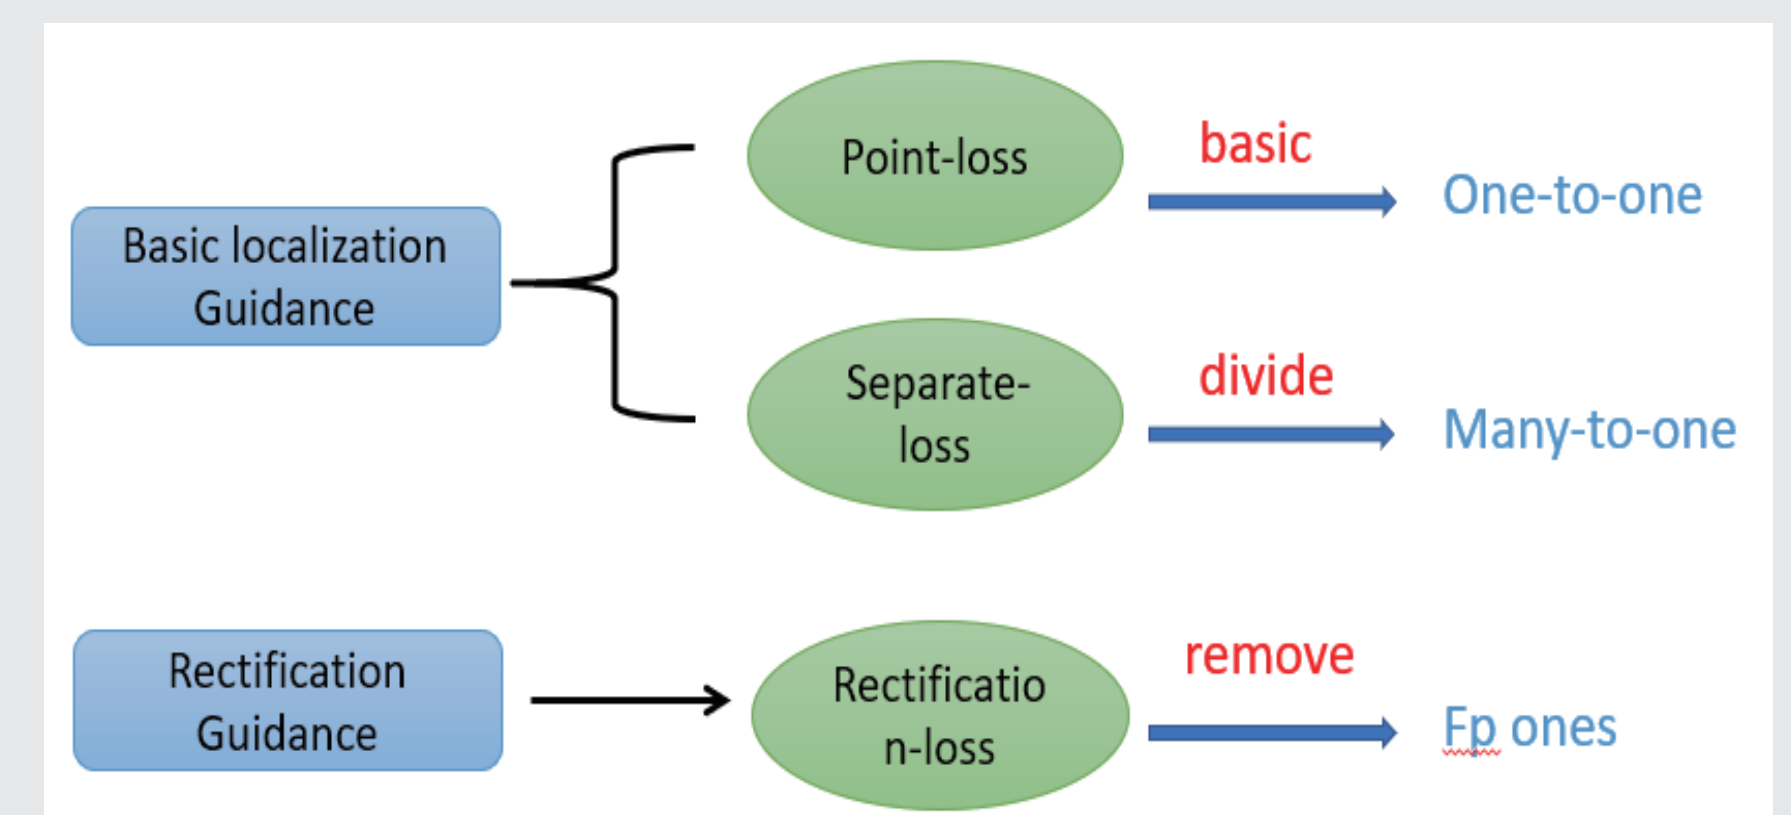 Basic localization
Guidance
Point-loss
basic
One-to-one
Separate-
loss
divide
Many-to-one
Rectification
Guidance
Rectificatio
n-loss
remove
Fp ones